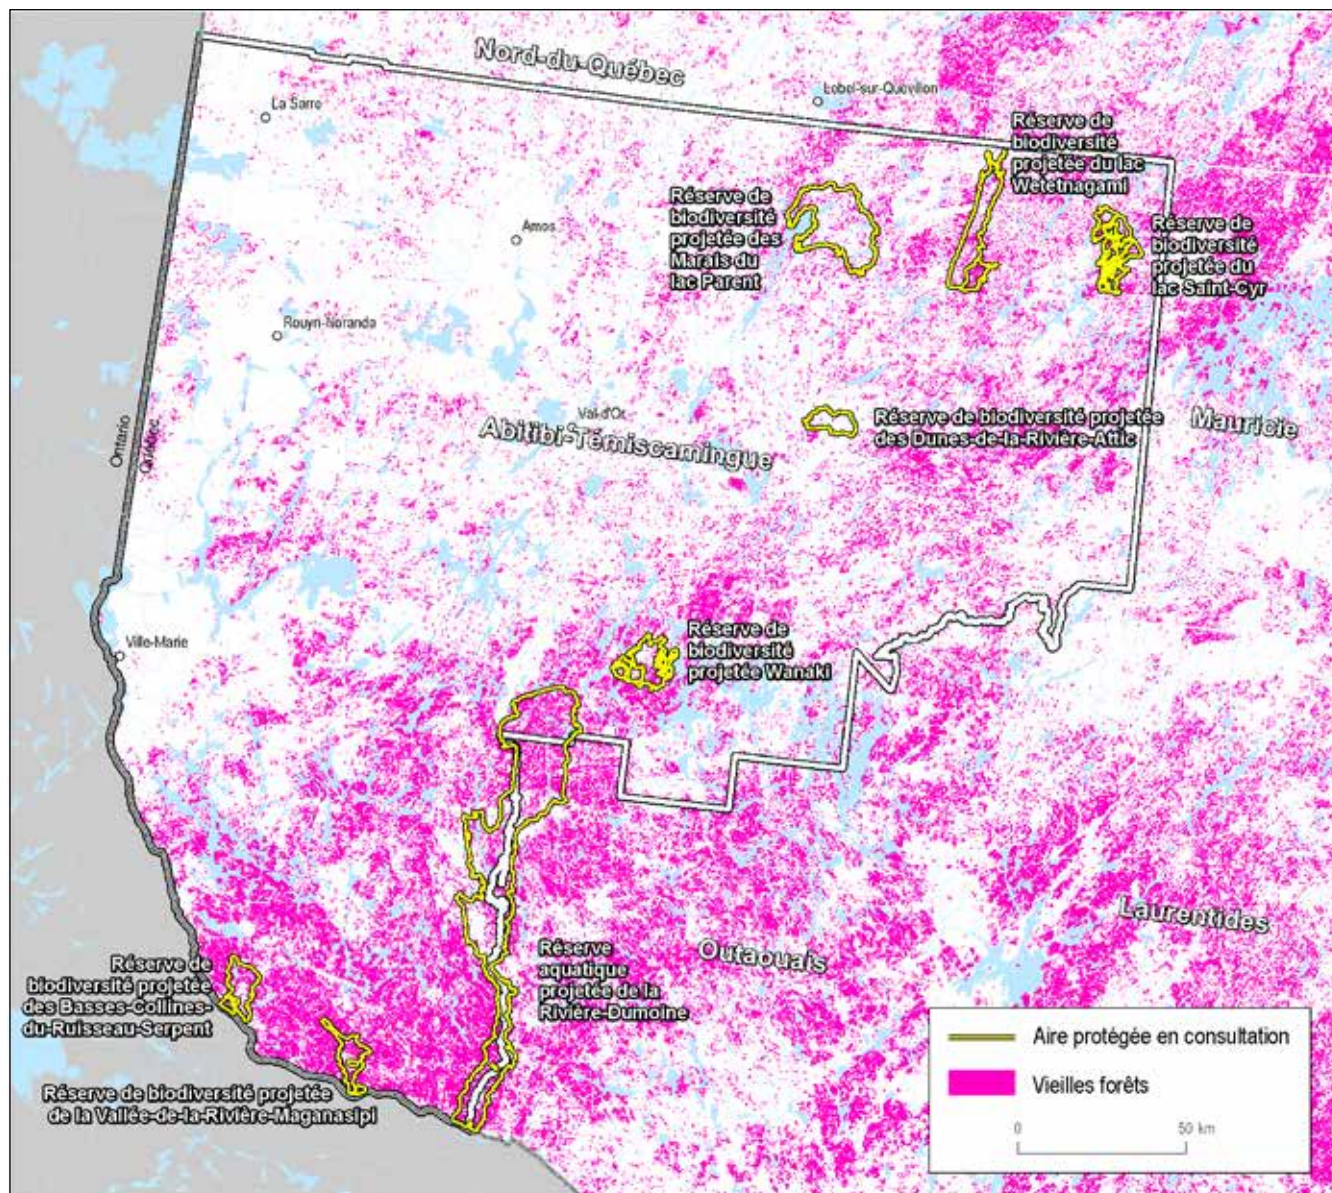 Nord-du-Québec
La Sarre
Lebel-sur-Quévillon
Réserve de
biodiversité
projetée du lac
Wetetnagami
Réserve de
biodiversité
projetée des
Marais du
lac Parent
Amos
Réserve de
biodiversité
projetée du
lac Saint-Cyr
Rouyn-Noranda
Ontario
Québec
Val-d'Or
Abitibi-Témiscamingue
Réserve de biodiversité projetée
des Dunes-de-la-Rivière-Attic
Mauricie
Ville-Marie
Réserve de
biodiversité
projetée Wanaki
Laurentides
Outaouais
Réserve
aquatique
projetée de la
Rivière-Dumoine
Réserve de
biodiversité projetée
des Basses-Collines-
du-Ruisseau-Serpent
Réserve de biodiversité projetée
de la Vallée-de-la-Rivière-Maganasipi
Aire protégée en consultation
Vieilles forêts
0 50 km